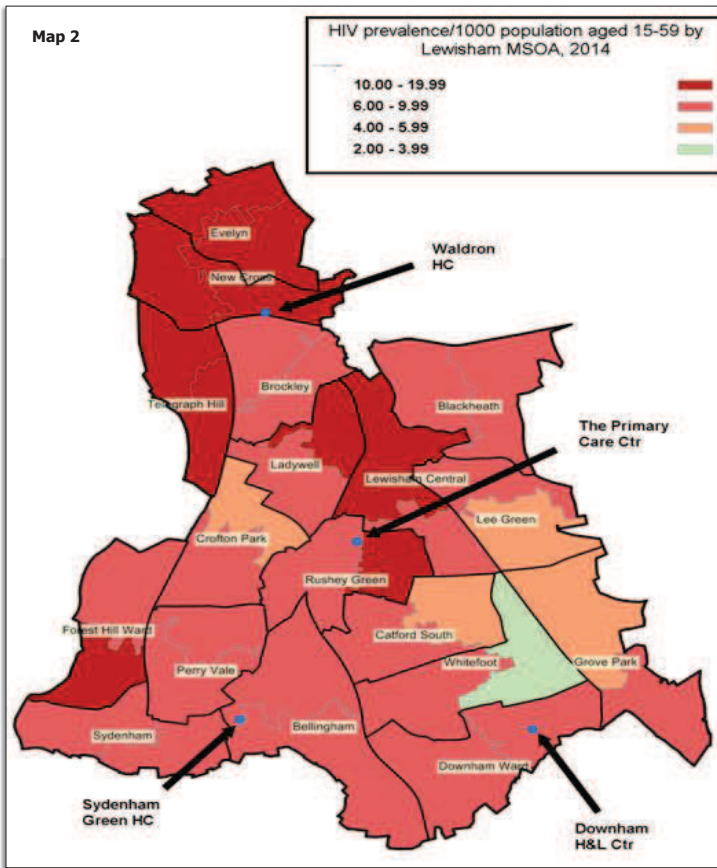 Map 2
HIV prevalence/1000 population aged 15-59 by
Lewisham MSOA, 2014
10.00 - 19.99
6.00 - 9.99
4.00 - 5.99
2.00 - 3.99
Evelyn
Waldron
HC
New Cross
Brockley
Telegraph Hill
Blackheath
The Primary
Care Ctr
Ladywell
Lewisham Central
Lee Green
Crofton Park
Rushey Green
Forest Hill Ward
Catford South
Perry Vale
Whitefoot
Grove Park
Sydenham
Bellingham
Downham Ward
Sydenham
Green HC
Downham
H&L Ctr